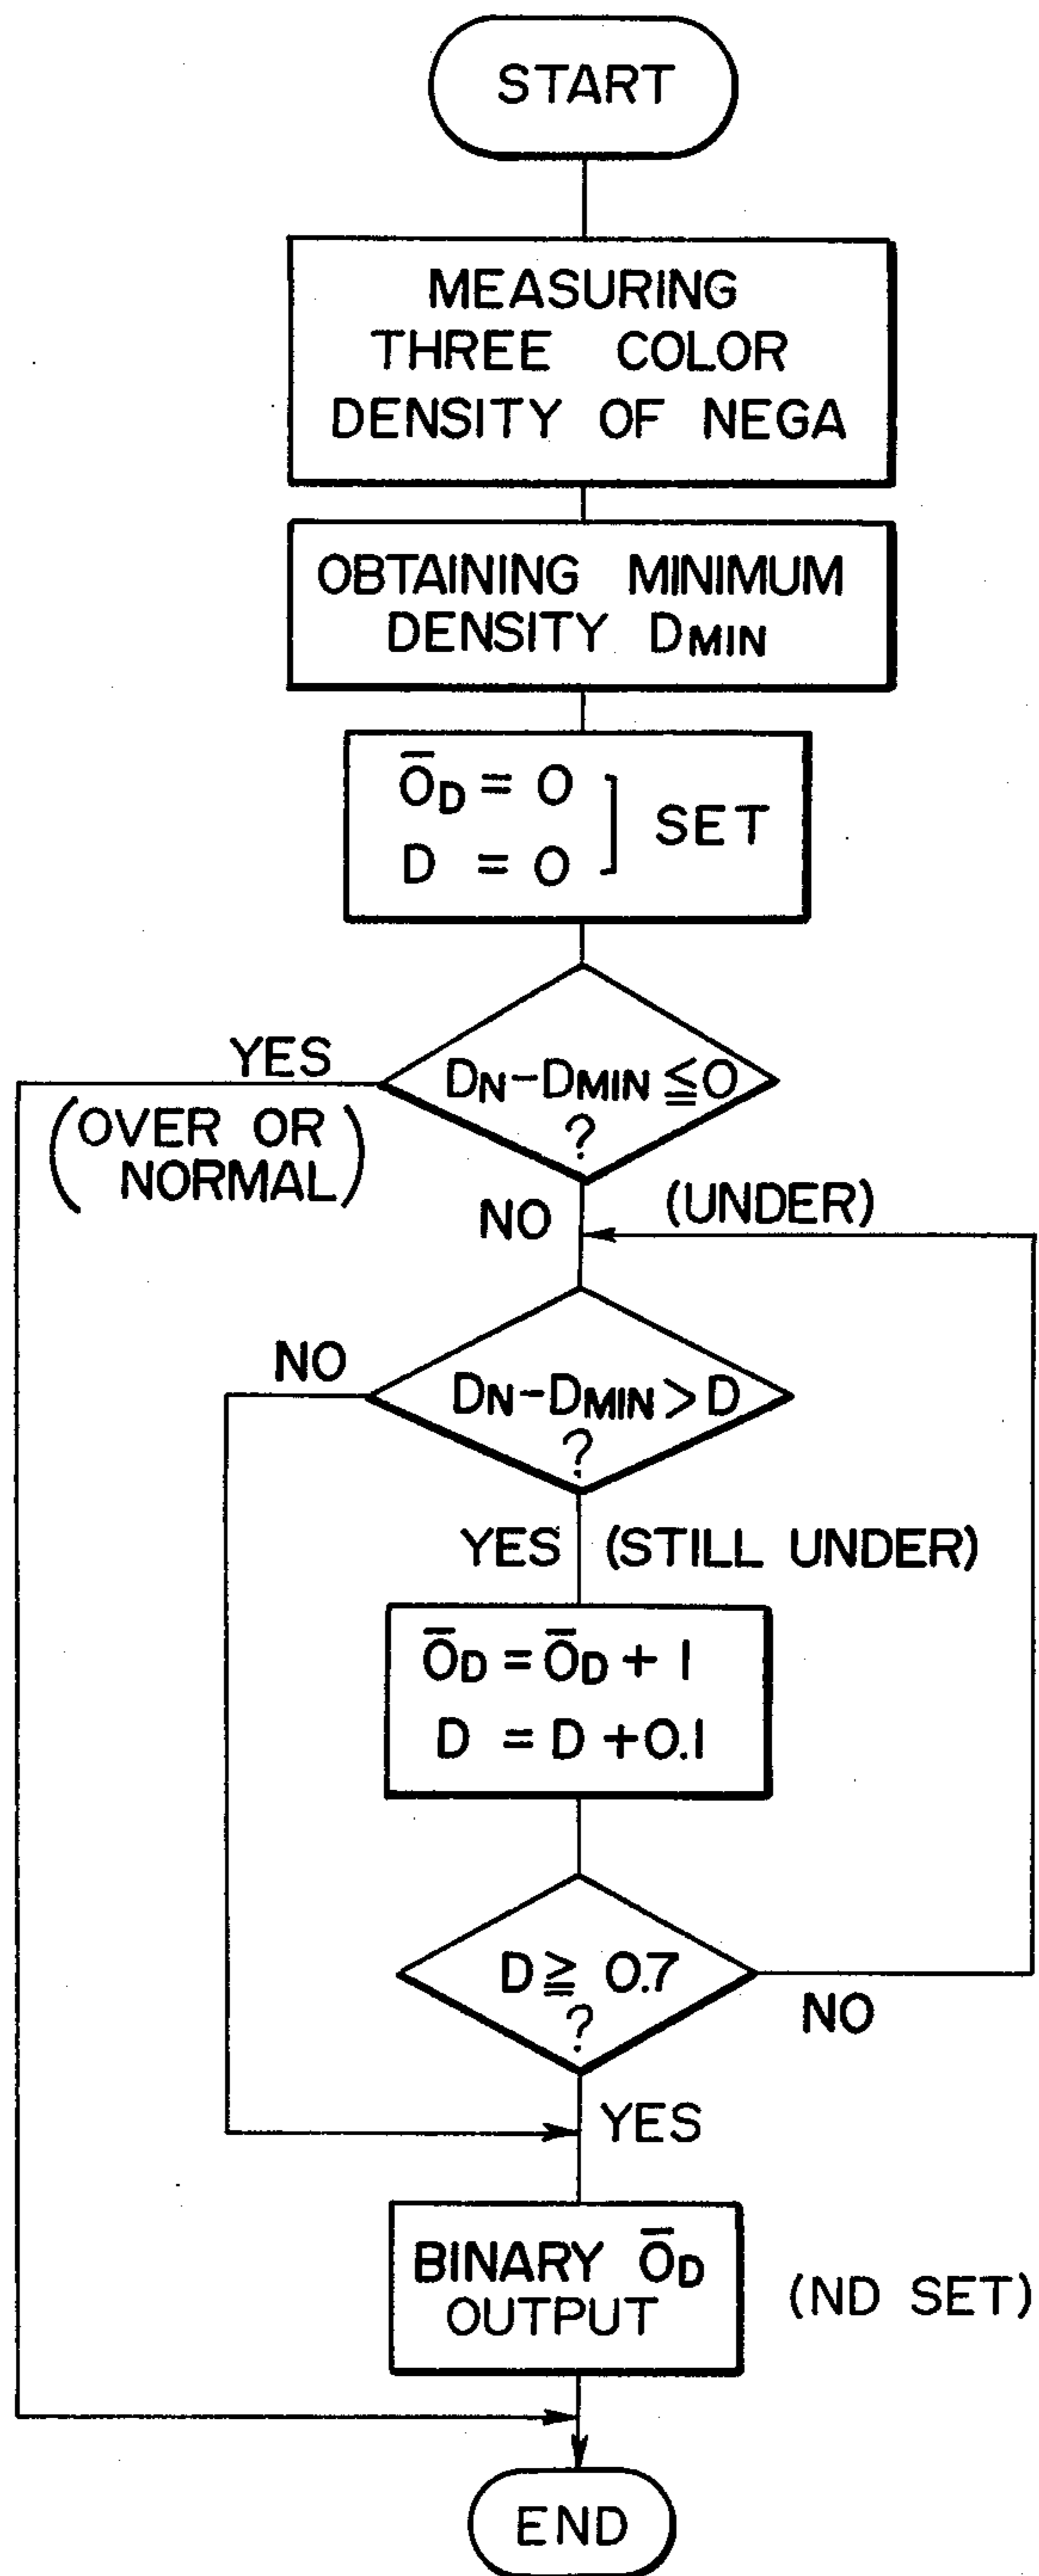 START
MEASURING
THREE COLOR
DENSITY OF NEGA
OBTAINING MINIMUM
DENSITY DMIN
ŌD = 0
D = 0
SET
DN-DMIN ≦ 0
?
YES
(OVER OR
NORMAL)
NO
(UNDER)
DN-DMIN > D
?
NO
YES (STILL UNDER)
ŌD = ŌD + 1
D = D + 0.1
D ≧ 0.7
?
NO
YES
BINARY ŌD
OUTPUT
(ND SET)
END